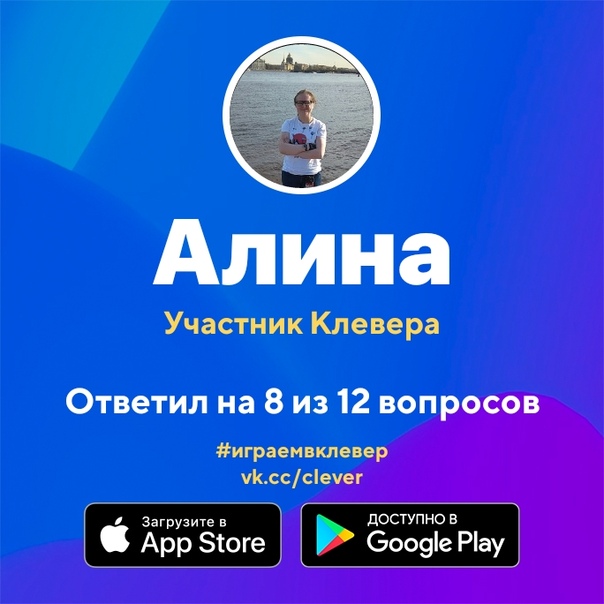 Алина
Участник Клевера
Ответил на 8 из 12 вопросов
#играемвклевер
vk.cc/clever
Загрузите в
App Store
ДОСТУПНО В
Google Play